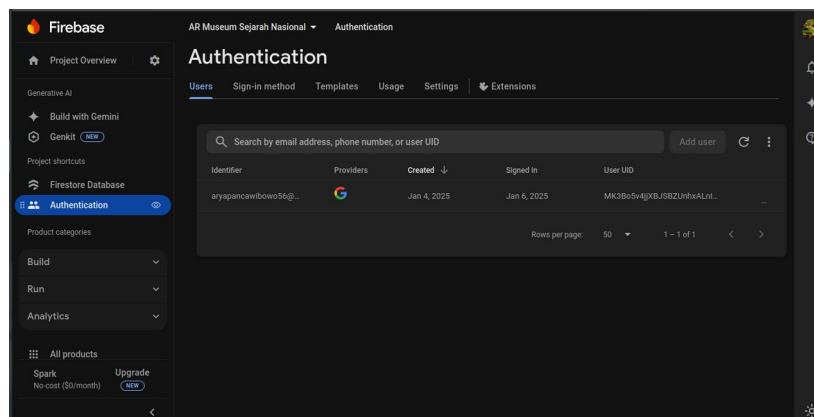 Firebase
AR Museum Sejarah Nasional Authentication
Project Overview
Authentication
Users Sign-in method Templates Usage Settings Extensions
Generative AI
Build with Gemini
Genkit NEW
Project shortcuts
Firestore Database
Authentication
Product categories
Build
Run
Analytics
All products
Spark
No-cost ($0/month)
Upgrade
NEW
Search by email address, phone number, or user UID Add user
Identifier Providers Created Signed In User UID
aryapancawibowo56@... Jan 4, 2025 Jan 6, 2025
Rows per page: 50 1 – 1 of 1